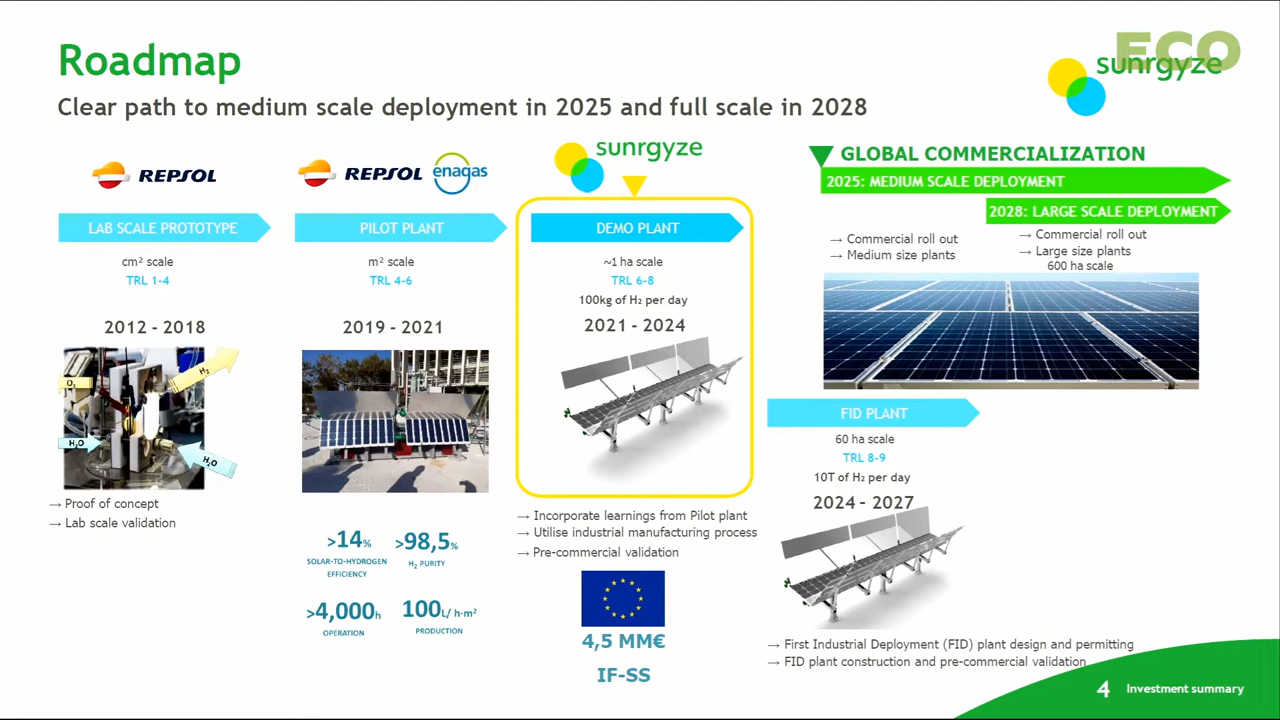 Roadmap
ECO
sunrgyze
Clear path to medium scale deployment in 2025 and full scale in 2028
REPSOL
LAB SCALE PROTOTYPE
cm² scale
TRL 1-4
2012 - 2018
O₂
H₂
H₂O
H₂O
→ Proof of concept
→ Lab scale validation
REPSOL
enagas
PILOT PLANT
m² scale
TRL 4-6
2019 - 2021
>14%
SOLAR-TO-HYDROGEN
EFFICIENCY
>98,5%
H₂ PURITY
>4,000h
OPERATION
100L/ h·m²
PRODUCTION
sunrgyze
DEMO PLANT
~1 ha scale
TRL 6-8
100kg of H₂ per day
2021 - 2024
→ Incorporate learnings from Pilot plant
→ Utilise industrial manufacturing process
→ Pre-commercial validation
4,5 MM€
IF-SS
GLOBAL COMMERCIALIZATION
2025: MEDIUM SCALE DEPLOYMENT
2028: LARGE SCALE DEPLOYMENT
→ Commercial roll out
→ Medium size plants
→ Commercial roll out
→ Large size plants
600 ha scale
FID PLANT
60 ha scale
TRL 8-9
10T of H₂ per day
2024 - 2027
→ First Industrial Deployment (FID) plant design and permitting
→ FID plant construction and pre-commercial validation
4 Investment summary